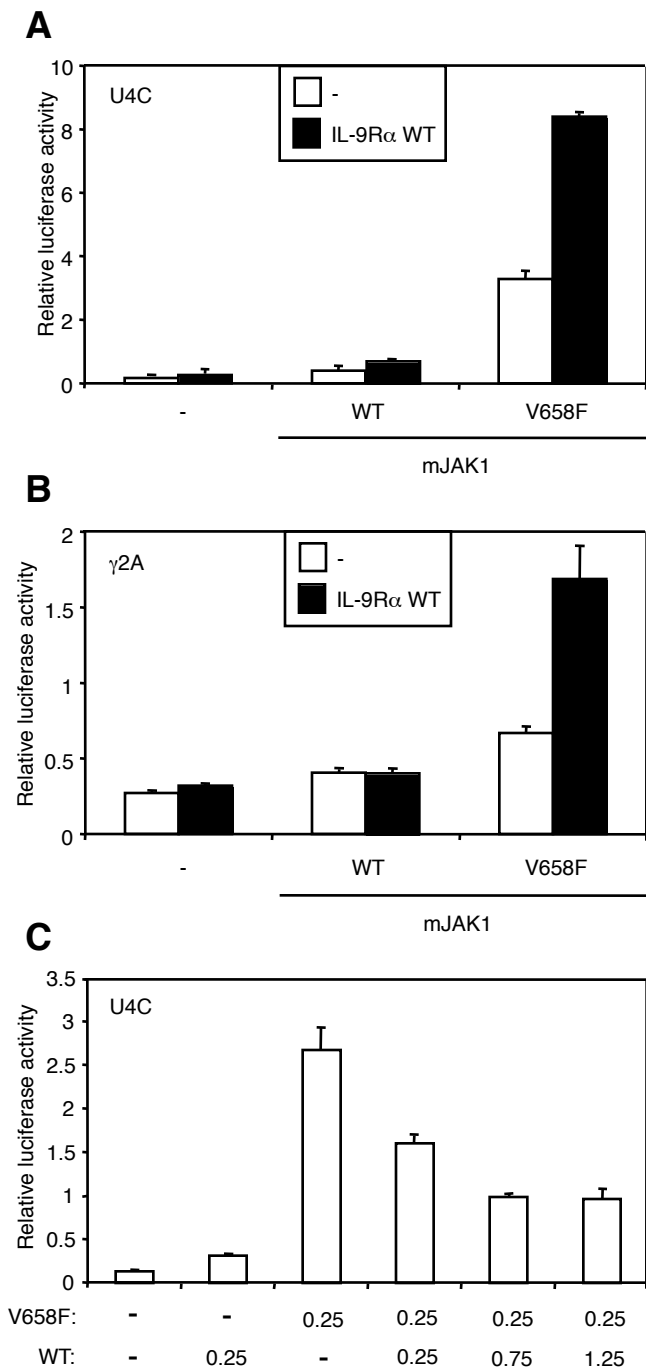 A
Relative luciferase activity
10
8
6
4
2
0
U4C
-
IL-9Rα WT
- WT V658F
mJAK1
B
Relative luciferase activity
2
1.5
1
0.5
0
γ2A
-
IL-9Rα WT
- WT V658F
mJAK1
C
Relative luciferase activity
3.5
3
2.5
2
1.5
1
0.5
0
U4C
V658F: - - 0.25 0.25 0.25 0.25
WT: - 0.25 - 0.25 0.75 1.25